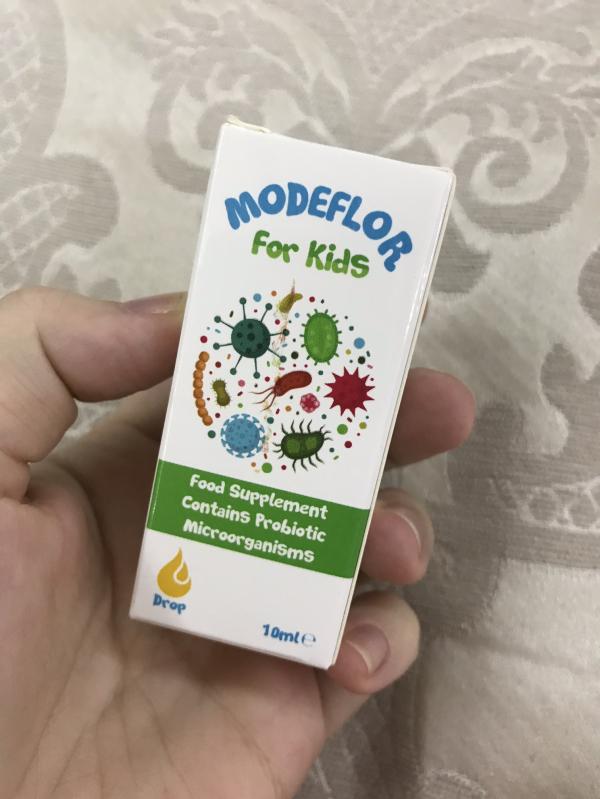 MODEFLOR
For Kids
Food Supplement
Contains Probiotic
Microorganisms
Drop
10ml℮